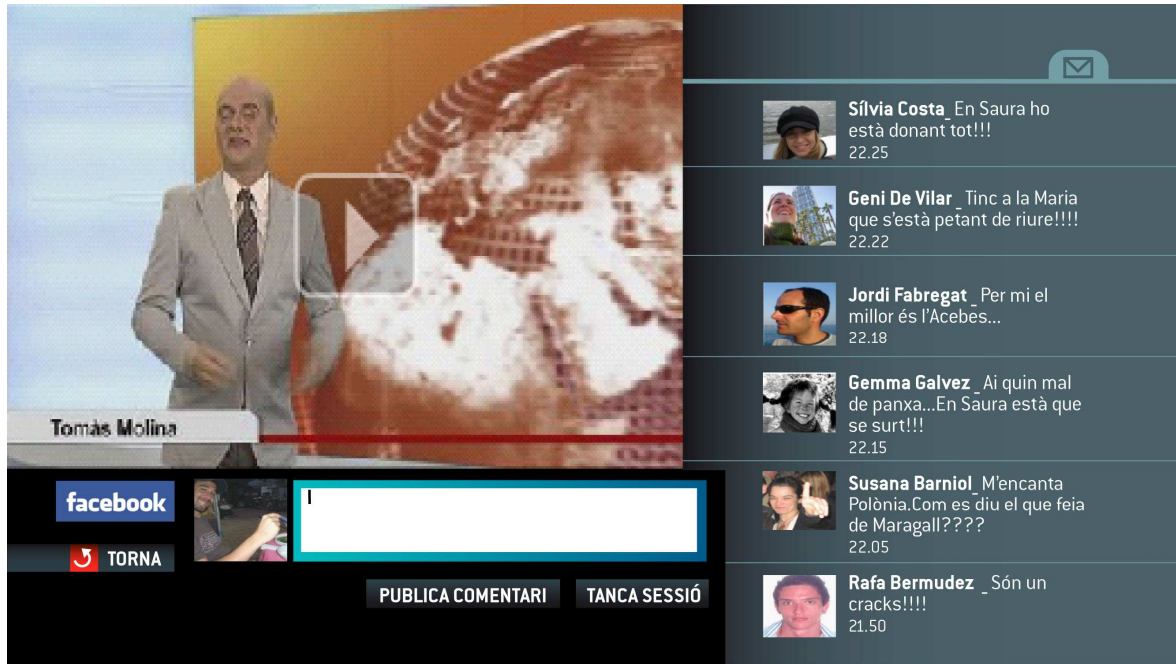 Tomàs Molina
facebook
TORNA
PUBLICA COMENTARI
TANCA SESSIÓ
Sílvia Costa_ En Saura ho
està donant tot!!!
22.25
Geni De Vilar _ Tinc a la Maria
que s'està petant de riure!!!!
22.22
Jordi Fabregat _ Per mi el
millor és l'Acebes...
22.18
Gemma Galvez _ Ai quin mal
de panxa...En Saura està que
se surt!!!
22.15
Susana Barniol_ M'encanta
Polònia.Com es diu el que feia
de Maragall????
22.05
Rafa Bermudez _ Són un
cracks!!!!
21.50